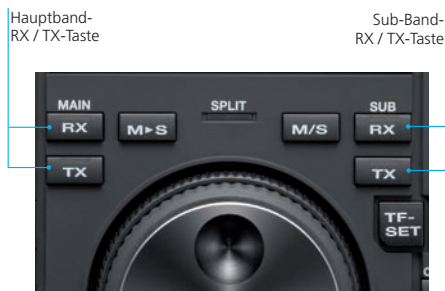 Hauptband-
RX / TX-Taste
Sub-Band-
RX / TX-Taste
MAIN
SPLIT
SUB
RX
M▶S
M/S
RX
TX
TX
TF-
SET